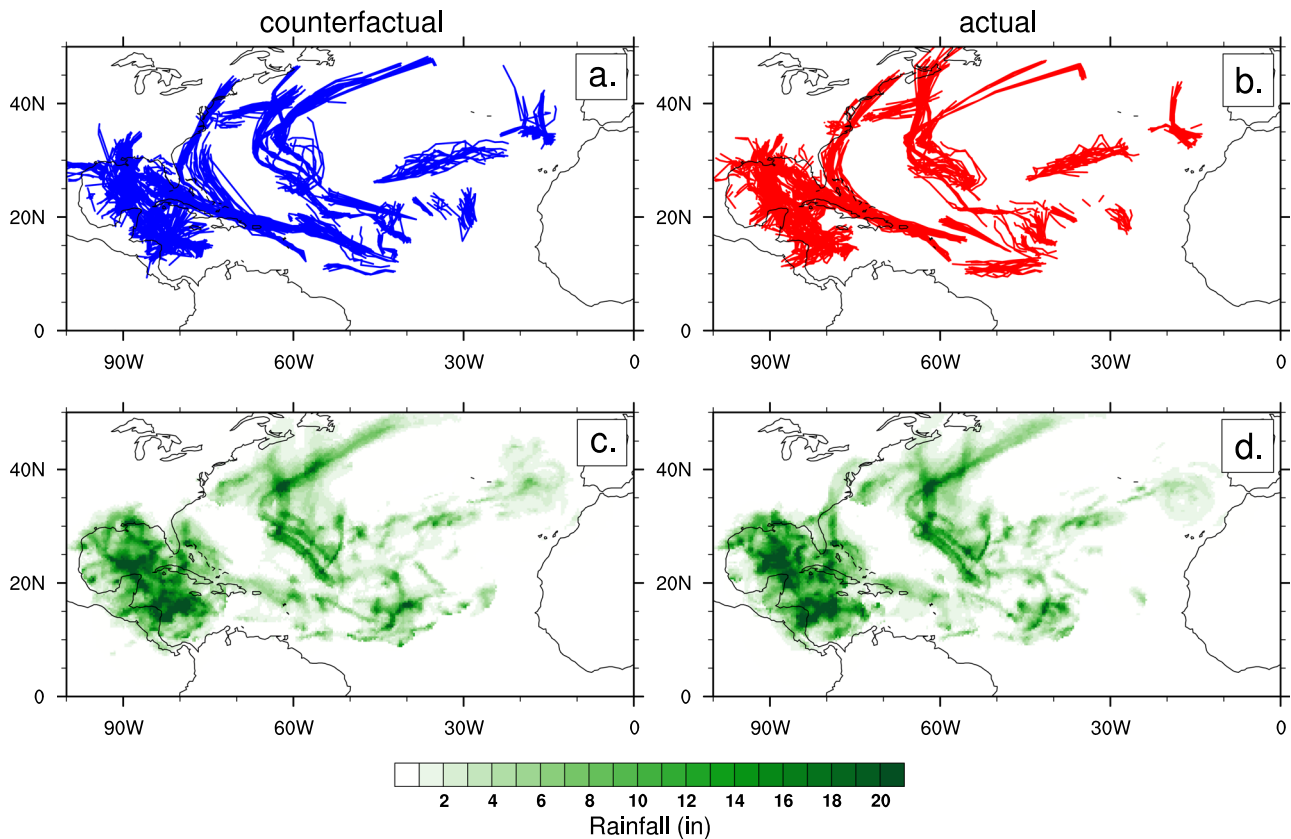 counterfactual actual
a. b.
40N 40N
20N 20N
0 0
90W 60W 30W 0 90W 60W 30W 0
c. d.
40N 40N
20N 20N
0 0
90W 60W 30W 0 90W 60W 30W 0
2 4 6 8 10 12 14 16 18 20
Rainfall (in)